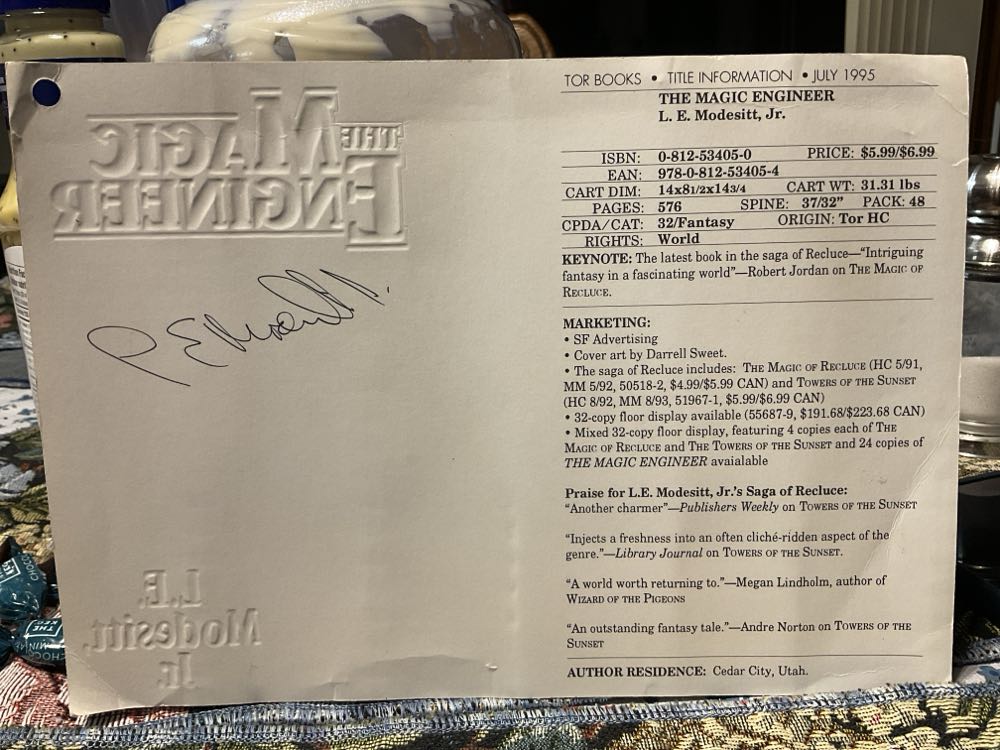 THE MAGIC
ENGINEER
L. E. Modesitt, Jr.
L.E.
Modesitt,
Jr.
TOR BOOKS • TITLE INFORMATION • JULY 1995
THE MAGIC ENGINEER
L. E. Modesitt, Jr.
ISBN: 0-812-53405-0 PRICE: $5.99/$6.99
EAN: 978-0-812-53405-4
CART DIM: 14x81/2x143/4 CART WT: 31.31 lbs
PAGES: 576 SPINE: 37/32” PACK: 48
CPDA/CAT: 32/Fantasy ORIGIN: Tor HC
RIGHTS: World
KEYNOTE: The latest book in the saga of Recluce—“Intriguing
fantasy in a fascinating world”—Robert Jordan on THE MAGIC OF
RECLUCE.
MARKETING:
• SF Advertising
• Cover art by Darrell Sweet.
• The saga of Recluce includes: THE MAGIC OF RECLUCE (HC 5/91,
MM 5/92, 50518-2, $4.99/$5.99 CAN) and TOWERS OF THE SUNSET
(HC 8/92, MM 8/93, 51967-1, $5.99/$6.99 CAN)
• 32-copy floor display available (55687-9, $191.68/$223.68 CAN)
• Mixed 32-copy floor display, featuring 4 copies each of THE
MAGIC OF RECLUCE and THE TOWERS OF THE SUNSET and 24 copies of
THE MAGIC ENGINEER avaialable
Praise for L.E. Modesitt, Jr.'s Saga of Recluce:
“Another charmer”—Publishers Weekly on TOWERS OF THE SUNSET
“Injects a freshness into an often cliché-ridden aspect of the
genre.”—Library Journal on TOWERS OF THE SUNSET.
“A world worth returning to.”—Megan Lindholm, author of
WIZARD OF THE PIGEONS
“An outstanding fantasy tale.”—Andre Norton on TOWERS OF THE
SUNSET
AUTHOR RESIDENCE: Cedar City, Utah.